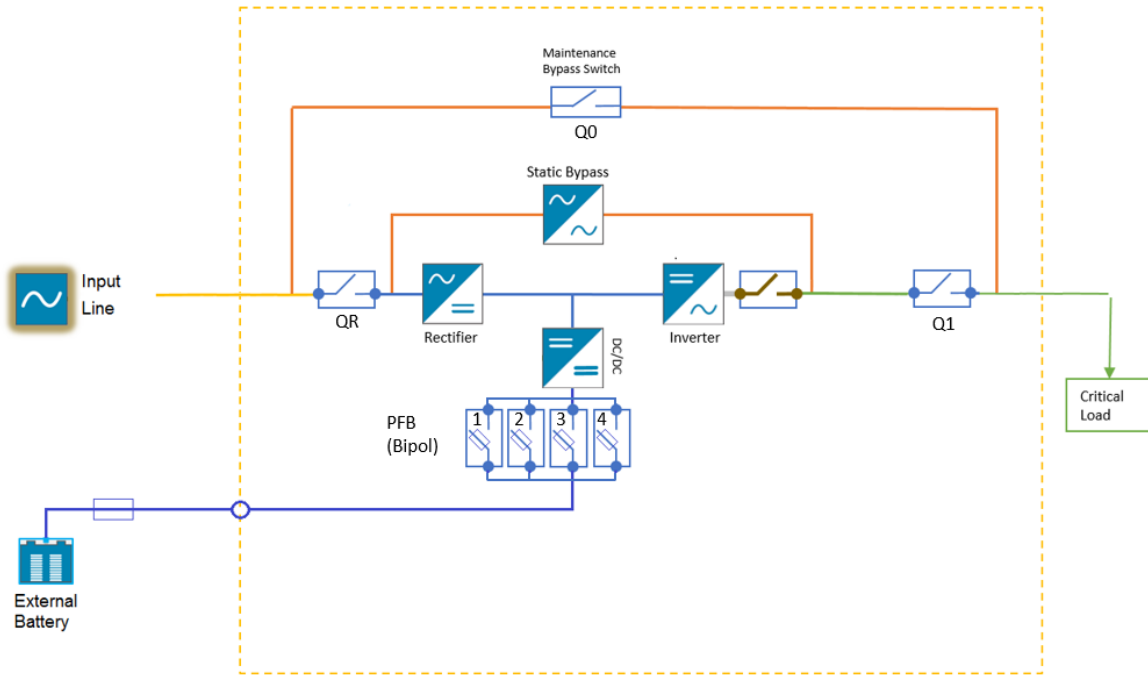 Maintenance
Bypass Switch
Q0
Static Bypass
Input
Line
QR
Rectifier
Inverter
Q1
DC/DC
Critical
Load
PFB
(Bipol)
1
2
3
4
External
Battery